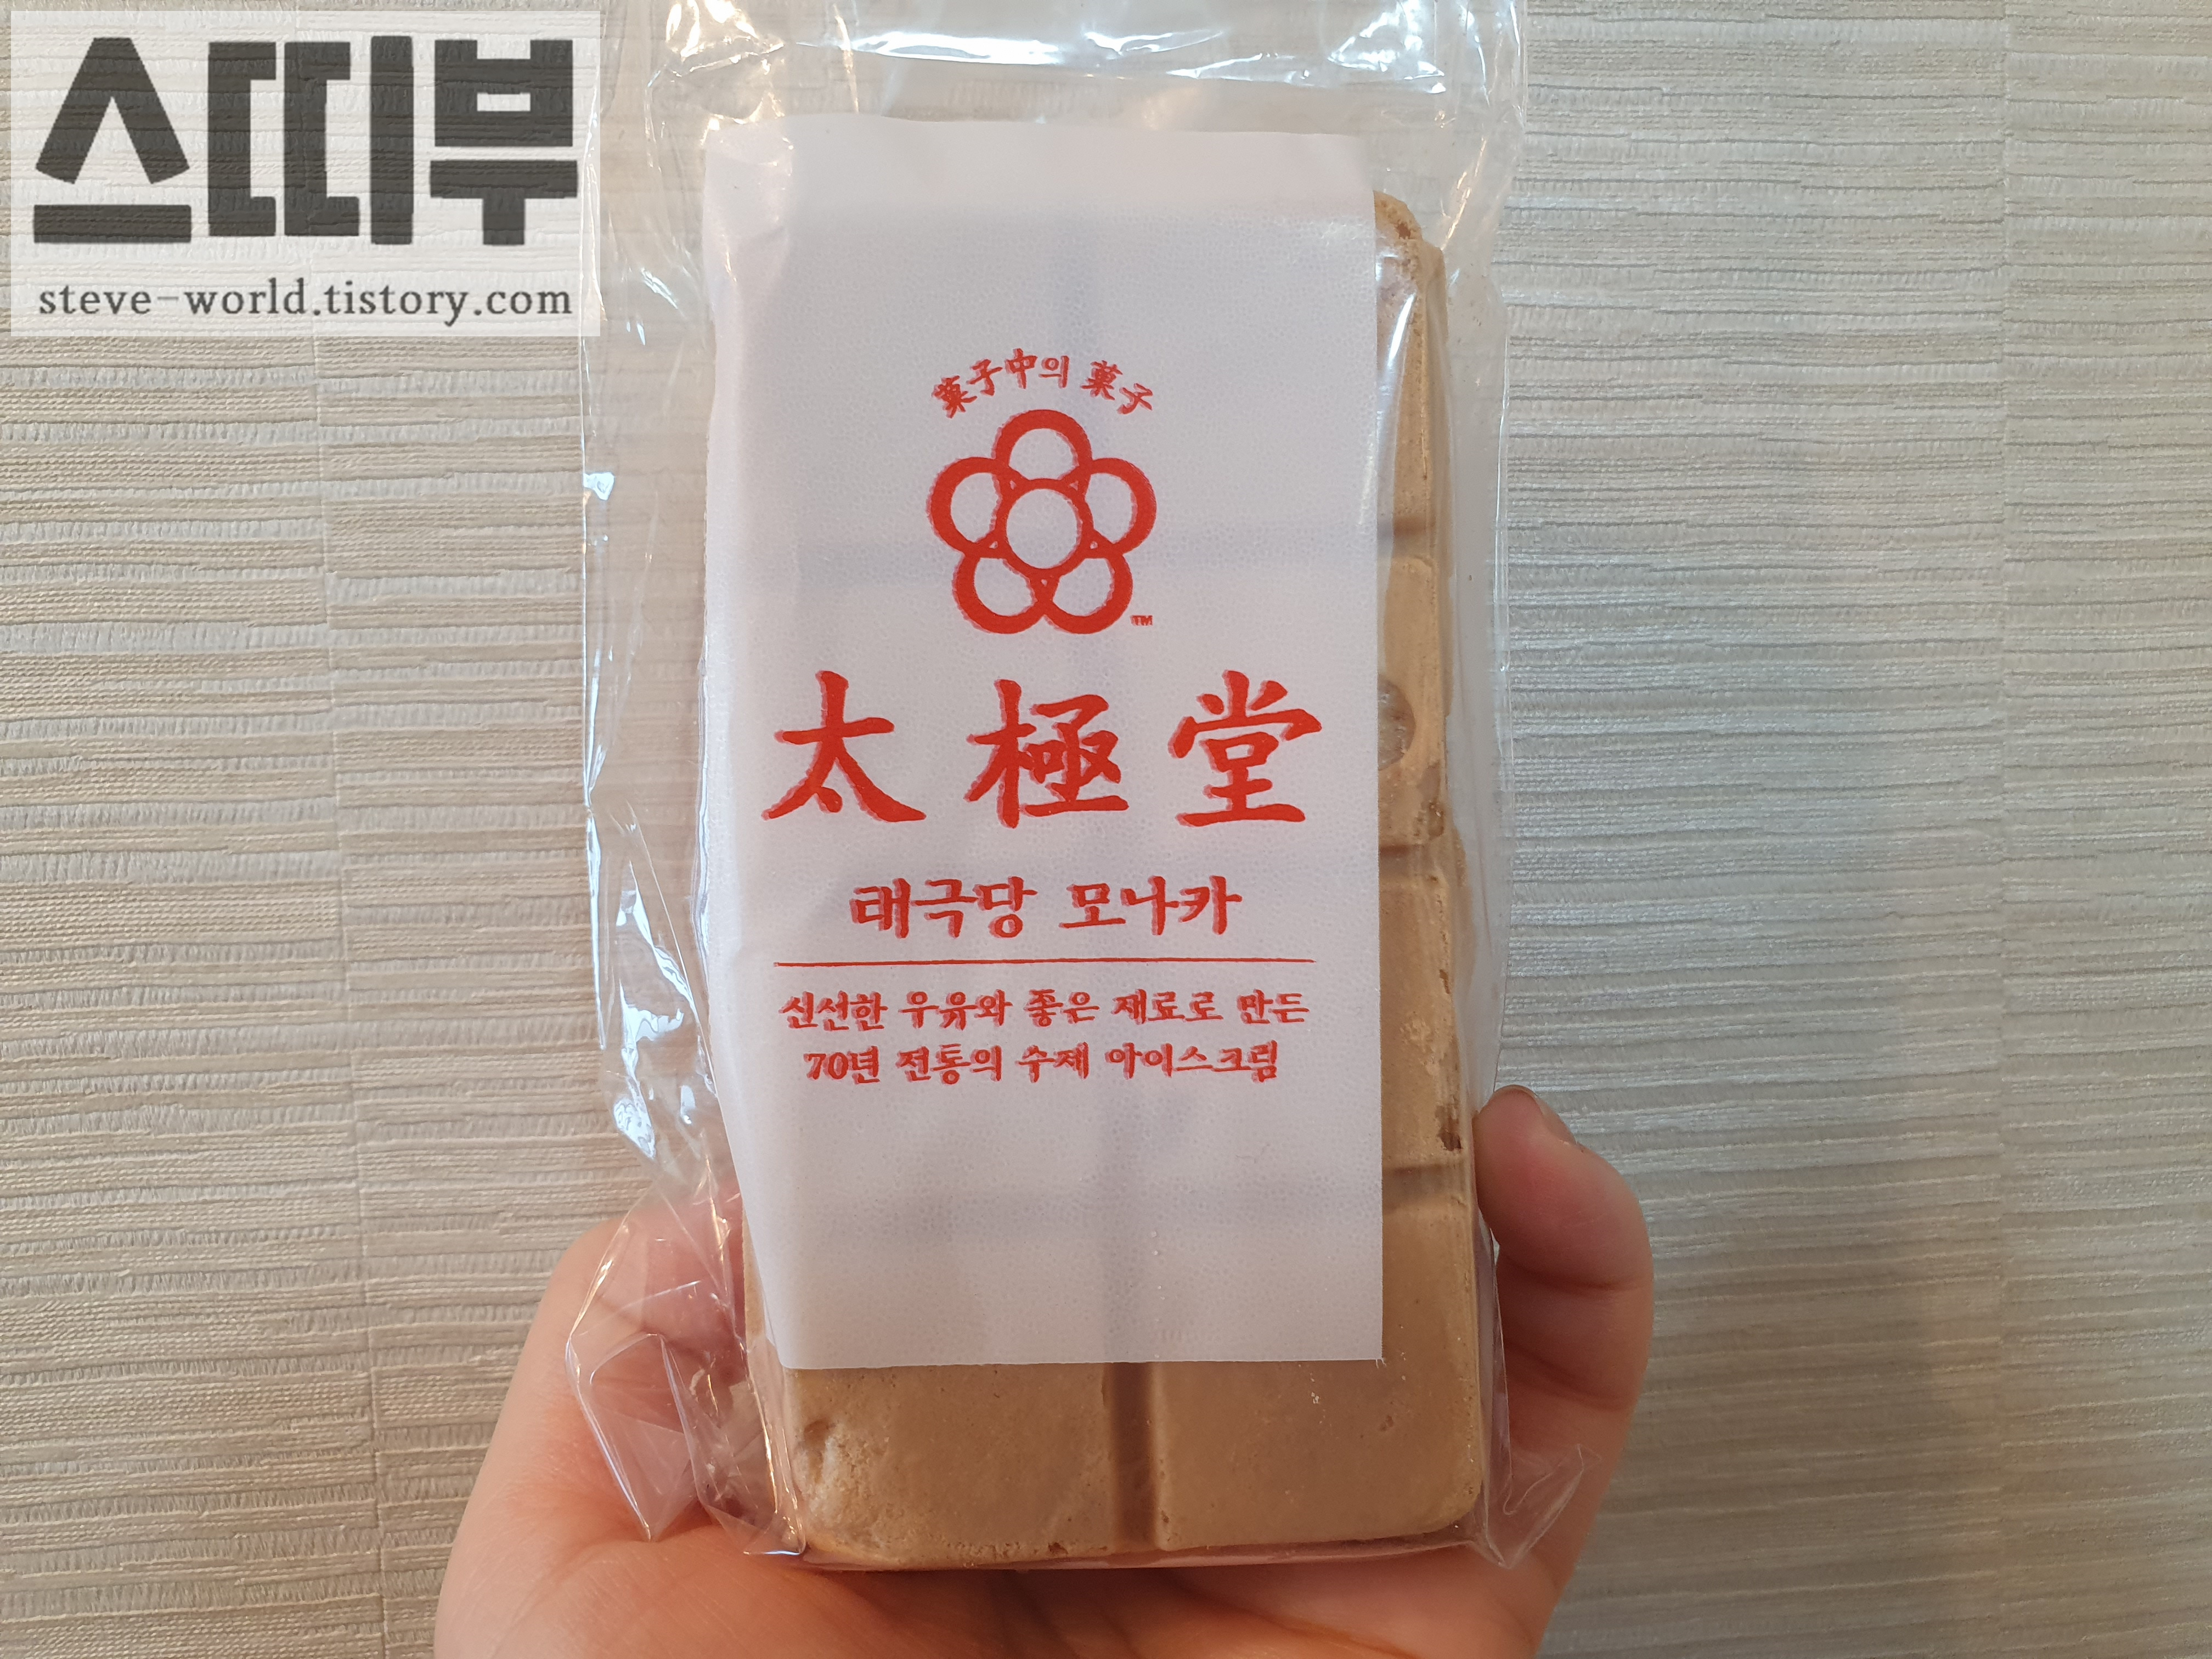 스띠부
steve-world.tistory.com
菓子中의 菓子
TM
太極堂
태극당 모나카
신선한 우유와 좋은 재료로 만든
70년 전통의 수제 아이스크림